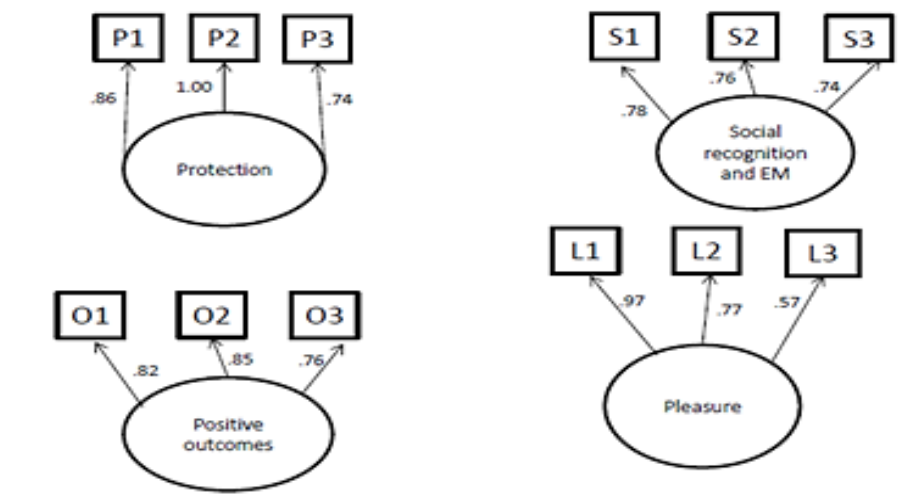 P1 P2 P3
.86 1.00 .74
Protection
S1 S2 S3
.78 .76 .74
Social
recognition
and EM
O1 O2 O3
.82 .85 .76
Positive
outcomes
L1 L2 L3
.97 .77 .57
Pleasure